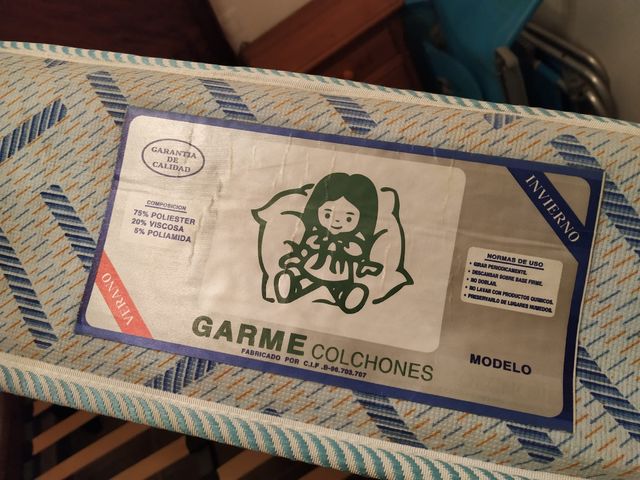 GARANTIA
DE
CALIDAD
COMPOSICION
75% POLIESTER
20% VISCOSA
5% POLIAMIDA
VERANO
INVIERNO
NORMAS DE USO
• GIRAR PERIODICAMENTE.
• DESCANSAR SOBRE BASE FIRME.
• NO DOBLAR.
• NO LAVAR CON PRODUCTOS QUIMICOS.
• PRESERVARLO DE LUGARES HUMEDOS.
GARME COLCHONES
FABRICADO POR C.I.F. B-96.703.707
MODELO